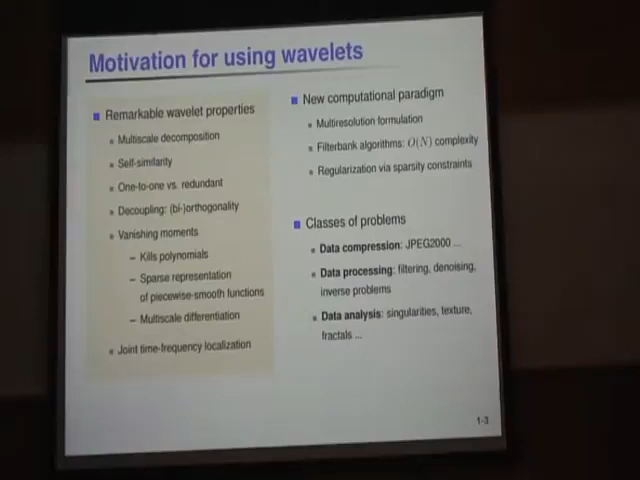 Motivation for using wavelets
Remarkable wavelet properties
Multiscale decomposition
Self-similarity
One-to-one vs. redundant
Decoupling: (bi-)orthogonality
Vanishing moments
– Kills polynomials
– Sparse representation
of piecewise-smooth functions
– Multiscale differentiation
Joint time-frequency localization
New computational paradigm
Multiresolution formulation
Filterbank algorithms: O(N) complexity
Regularization via sparsity constraints
Classes of problems
Data compression: JPEG2000 ...
Data processing: filtering, denoising,
inverse problems
Data analysis: singularities, texture,
fractals ...
1-3